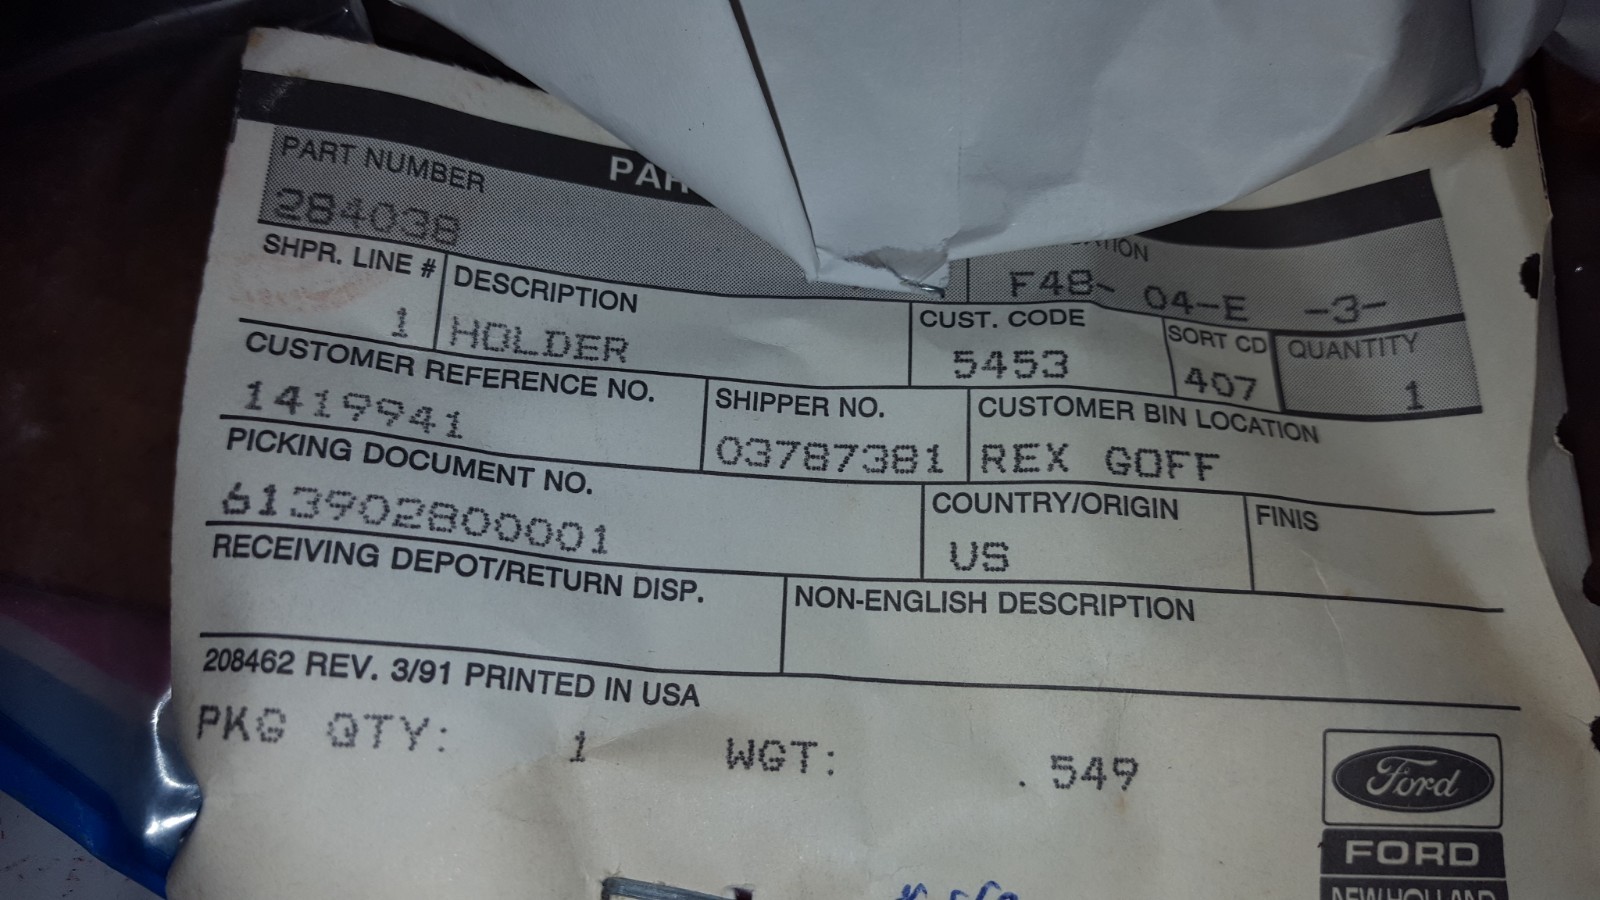 PAR
PART NUMBER
284038
F48- 04-E -3-
SHPR. LINE # DESCRIPTION CUST. CODE SORT CD QUANTITY
1 HOLDER 5453 407 1
CUSTOMER REFERENCE NO. SHIPPER NO. CUSTOMER BIN LOCATION
1419941 03787381 REX GOFF
PICKING DOCUMENT NO. COUNTRY/ORIGIN FINIS
613902800001 US
RECEIVING DEPOT/RETURN DISP. NON-ENGLISH DESCRIPTION
208462 REV. 3/91 PRINTED IN USA
PKG QTY: 1 WGT: .549
Ford
FORD
NEW HOLLAND